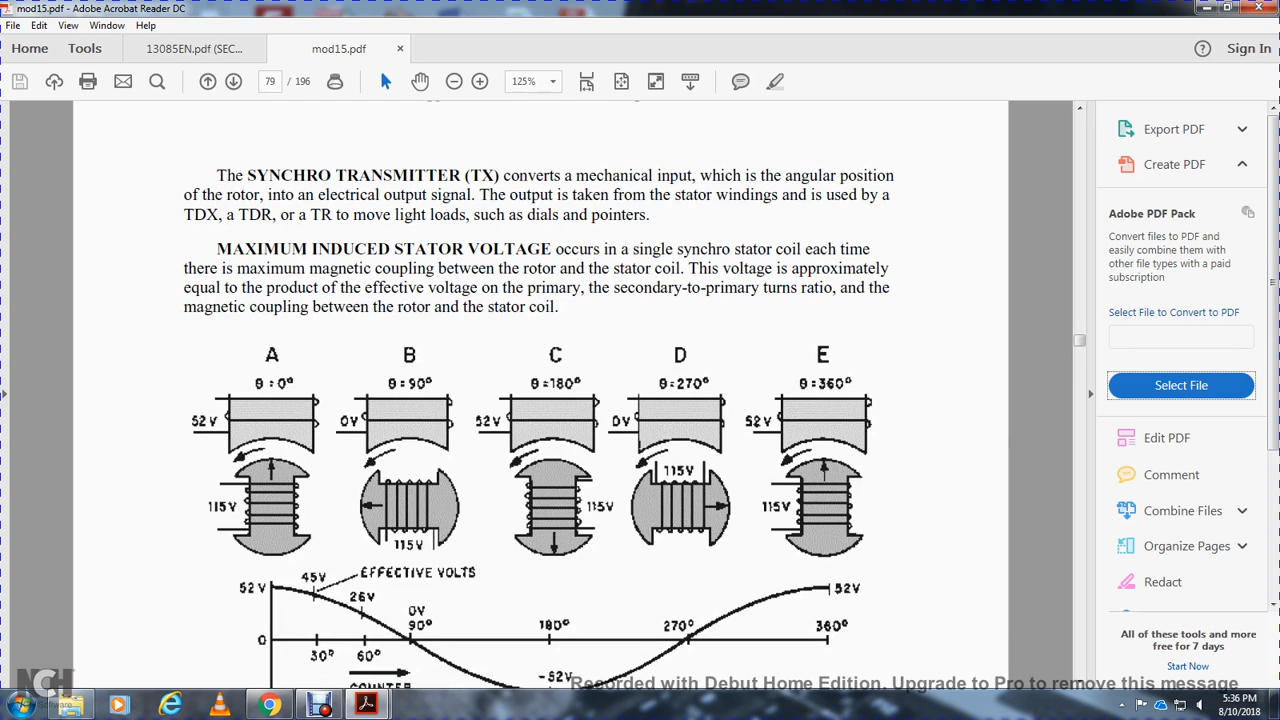 mod15.pdf - Adobe Acrobat Reader DC
File Edit View Window Help
Home Tools 13085EN.pdf (SEC... mod15.pdf × Sign In
79 / 196 125%
The SYNCHRO TRANSMITTER (TX) converts a mechanical input, which is the angular position
of the rotor, into an electrical output signal. The output is taken from the stator windings and is used by a
TDX, a TDR, or a TR to move light loads, such as dials and pointers.
MAXIMUM INDUCED STATOR VOLTAGE occurs in a single synchro stator coil each time
there is maximum magnetic coupling between the rotor and the stator coil. This voltage is approximately
equal to the product of the effective voltage on the primary, the secondary-to-primary turns ratio, and the
magnetic coupling between the rotor and the stator coil.
A B C D E
θ=0° θ=90° θ=180° θ=270° θ=360°
52V 0V 52V 0V 52V
115V 115V 115V 115V 115V
45V EFFECTIVE VOLTS
52V 26V 0V 52V
0 30° 60° 90° 180° 270° 360°
-52V
COUNTER
Export PDF
Create PDF
Adobe PDF Pack
Convert files to PDF and
easily combine them with
other file types with a paid
subscription
Select File to Convert to PDF
Select File
Edit PDF
Comment
Combine Files
Organize Pages
Redact
All of these tools and more
free for 7 days
Start Now
NCH
Software
Recorded with Debut Home Edition. Upgrade to Pro to remove this message
5:36 PM
8/10/2018